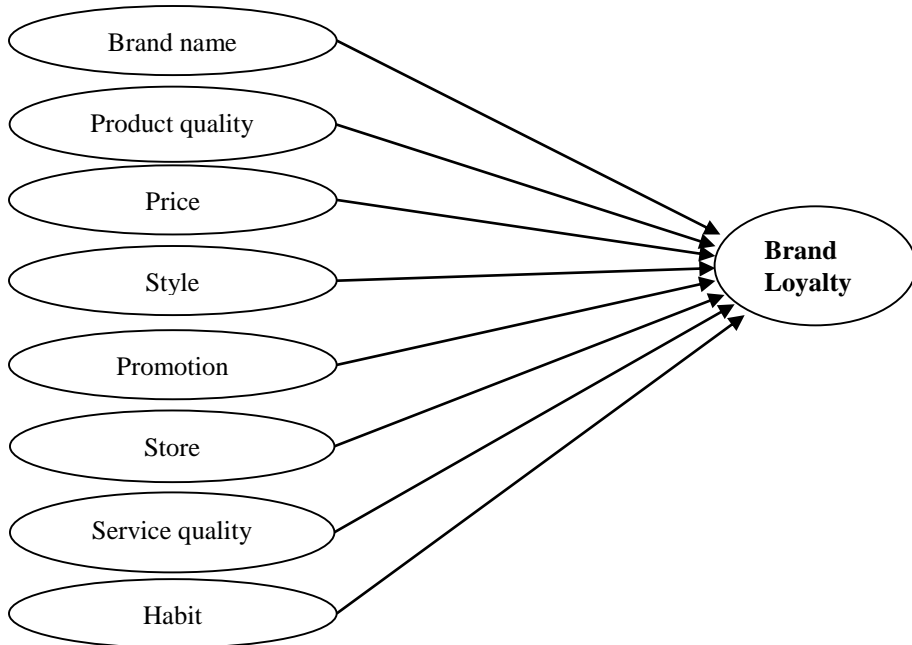 Brand name
Product quality
Price
Style
Promotion
Store
Service quality
Habit
Brand
Loyalty